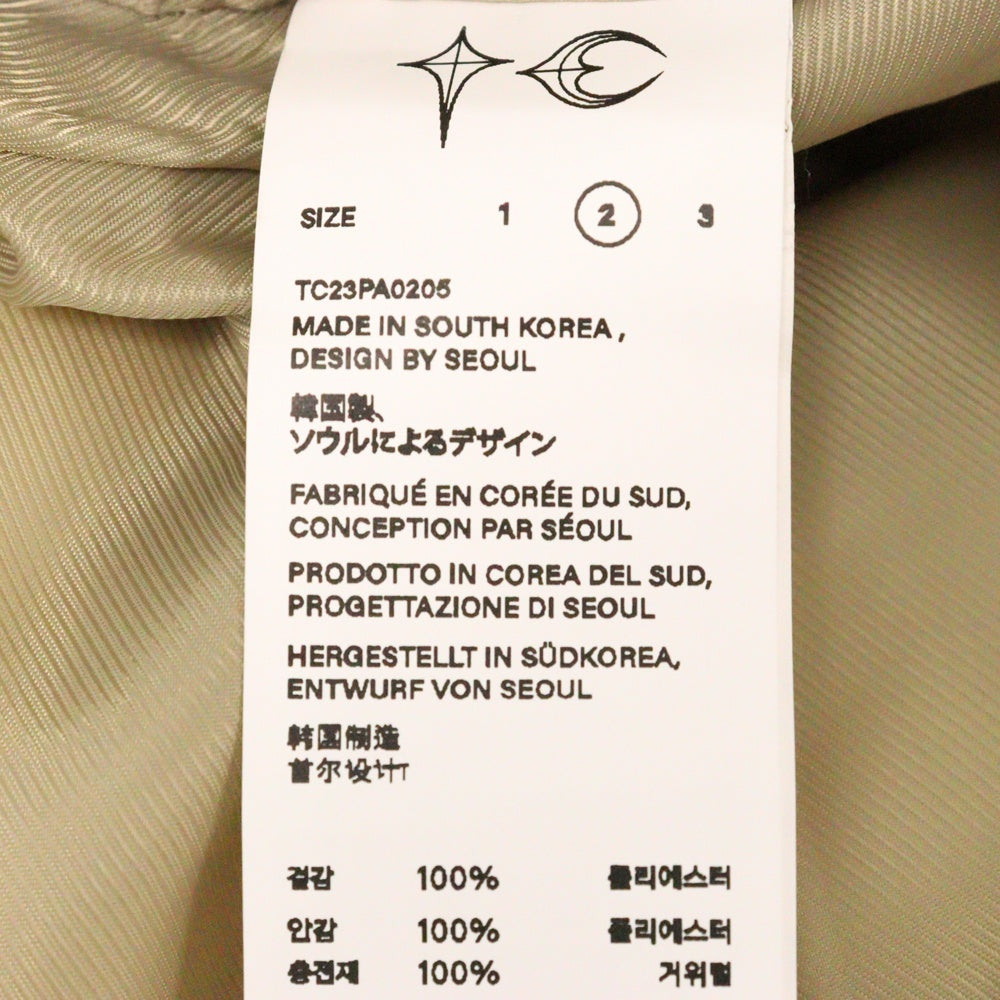 SIZE 1 2 3
TC23PA0205
MADE IN SOUTH KOREA ,
DESIGN BY SEOUL
韓国製、
ソウルによるデザイン
FABRIQUÉ EN CORÉE DU SUD,
CONCEPTION PAR SÉOUL
PRODOTTO IN COREA DEL SUD,
PROGETTAZIONE DI SEOUL
HERGESTELLT IN SÜDKOREA,
ENTWURF VON SEOUL
韩国制造
首尔设计
겉감 100% 폴리에스터
안감 100% 폴리에스터
충전재 100% 거위털